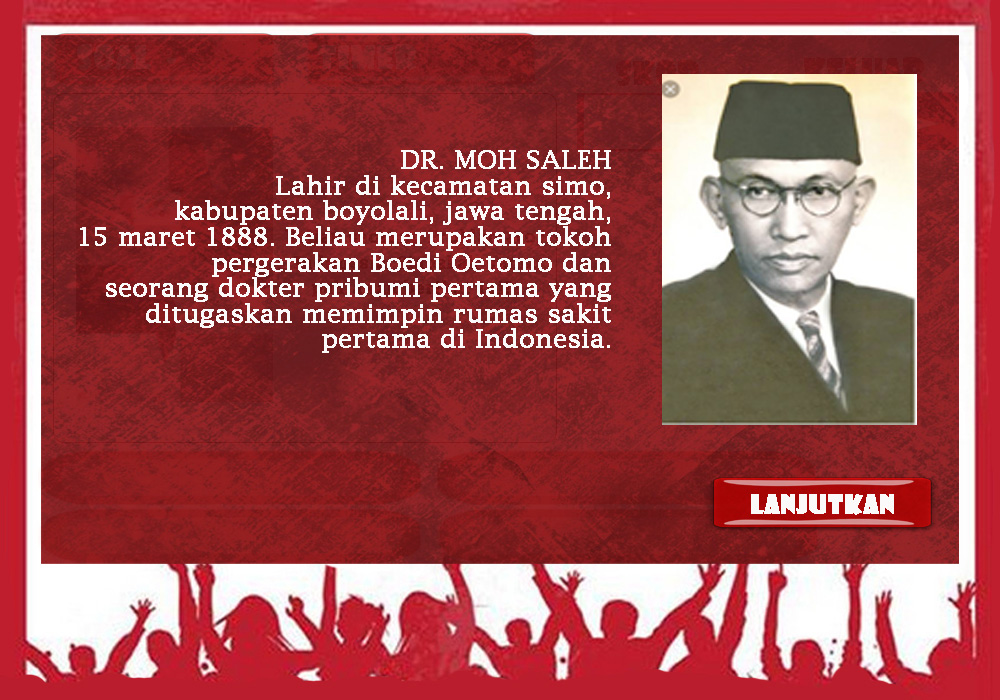 DR. MOH SALEH
Lahir di kecamatan simo,
kabupaten boyolali, jawa tengah,
15 maret 1888. Beliau merupakan tokoh
pergerakan Boedi Oetomo dan
seorang dokter pribumi pertama yang
ditugaskan memimpin rumas sakit
pertama di Indonesia.
LANJUTKAN